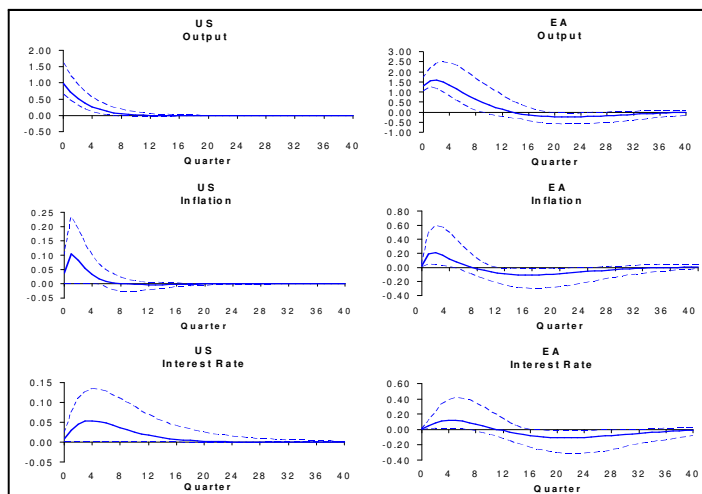 US
Output
2.00
1.50
1.00
0.50
0.00
-0.50
0 4 8 12 16 20 24 28 32 36 40
Quarter
EA
Output
3.00
2.50
2.00
1.50
1.00
0.50
0.00
-0.50
-1.00
0 4 8 12 16 20 24 28 32 36 40
Quarter
US
Inflation
0.25
0.20
0.15
0.10
0.05
0.00
-0.05
0 4 8 12 16 20 24 28 32 36 40
Quarter
EA
Inflation
0.80
0.60
0.40
0.20
0.00
-0.20
-0.40
0 4 8 12 16 20 24 28 32 36 40
Quarter
US
Interest Rate
0.15
0.10
0.05
0.00
-0.05
0 4 8 12 16 20 24 28 32 36 40
Quarter
EA
Interest Rate
0.60
0.40
0.20
0.00
-0.20
-0.40
0 4 8 12 16 20 24 28 32 36 40
Quarter